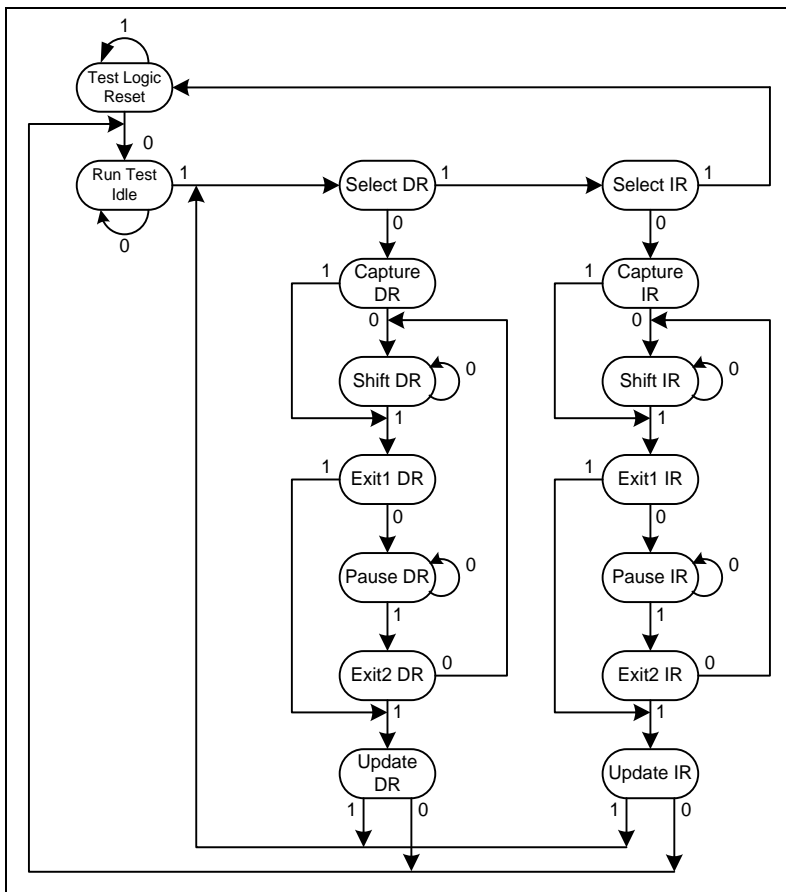 1
Test Logic
Reset
0
Run Test
Idle
1
0
Select DR
1
Select IR
1
0
0
1
Capture
DR
0
1
Capture
IR
0
Shift DR
0
1
Shift IR
0
1
1
Exit1 DR
0
1
Exit1 IR
0
Pause DR
0
1
Pause IR
0
1
Exit2 DR
0
1
Exit2 IR
0
1
Update
DR
1
0
Update IR
1
0